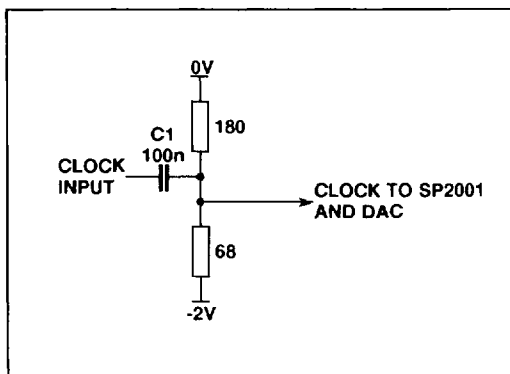 0V
180
C1
100n
CLOCK
INPUT
CLOCK TO SP2001
AND DAC
68
-2V